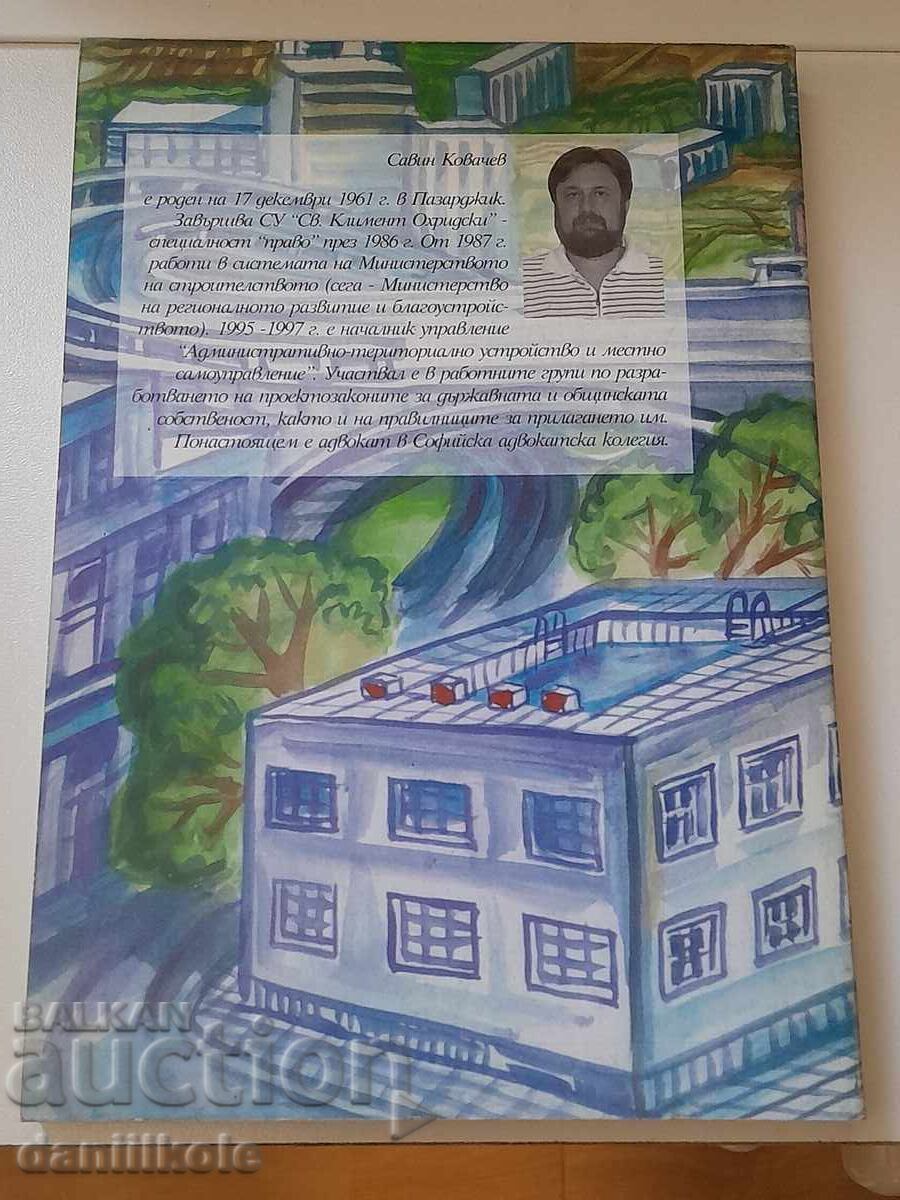 Савин Ковачев
е роден на 17 декември 1961 г. в Пазарджик.
Завършва СУ "Св. Климент Охридски" -
специалност "право" през 1986 г. От 1987 г.
работи в системата на Министерството
на строителството (сега - Министерство
на регионалното развитие и благоустройс-
твото). 1995 -1997 г. е началник управление
"Административно-териториално устройство и местно
самоуправление". Участвал е в работните групи по разра-
ботването на проектозаконите за държавната и общинската
собственост, както и на правилниците за прилагането им.
Понастоящем е адвокат в Софийска адвокатска колегия.
BALKAN
auction
daniilkole